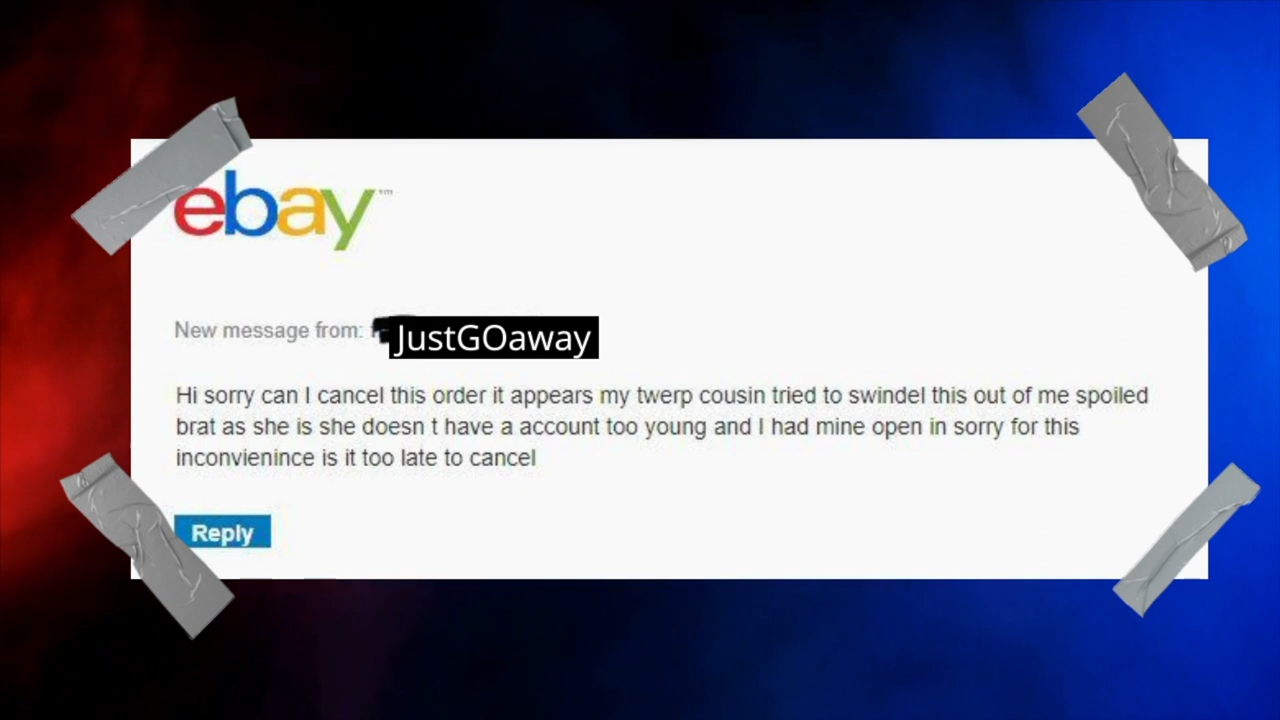 ebay™
New message from:
JustGOaway
Hi sorry can I cancel this order it appears my twerp cousin tried to swindel this out of me spoiled
brat as she is she doesn t have a account too young and I had mine open in sorry for this
inconvienince is it too late to cancel
Reply